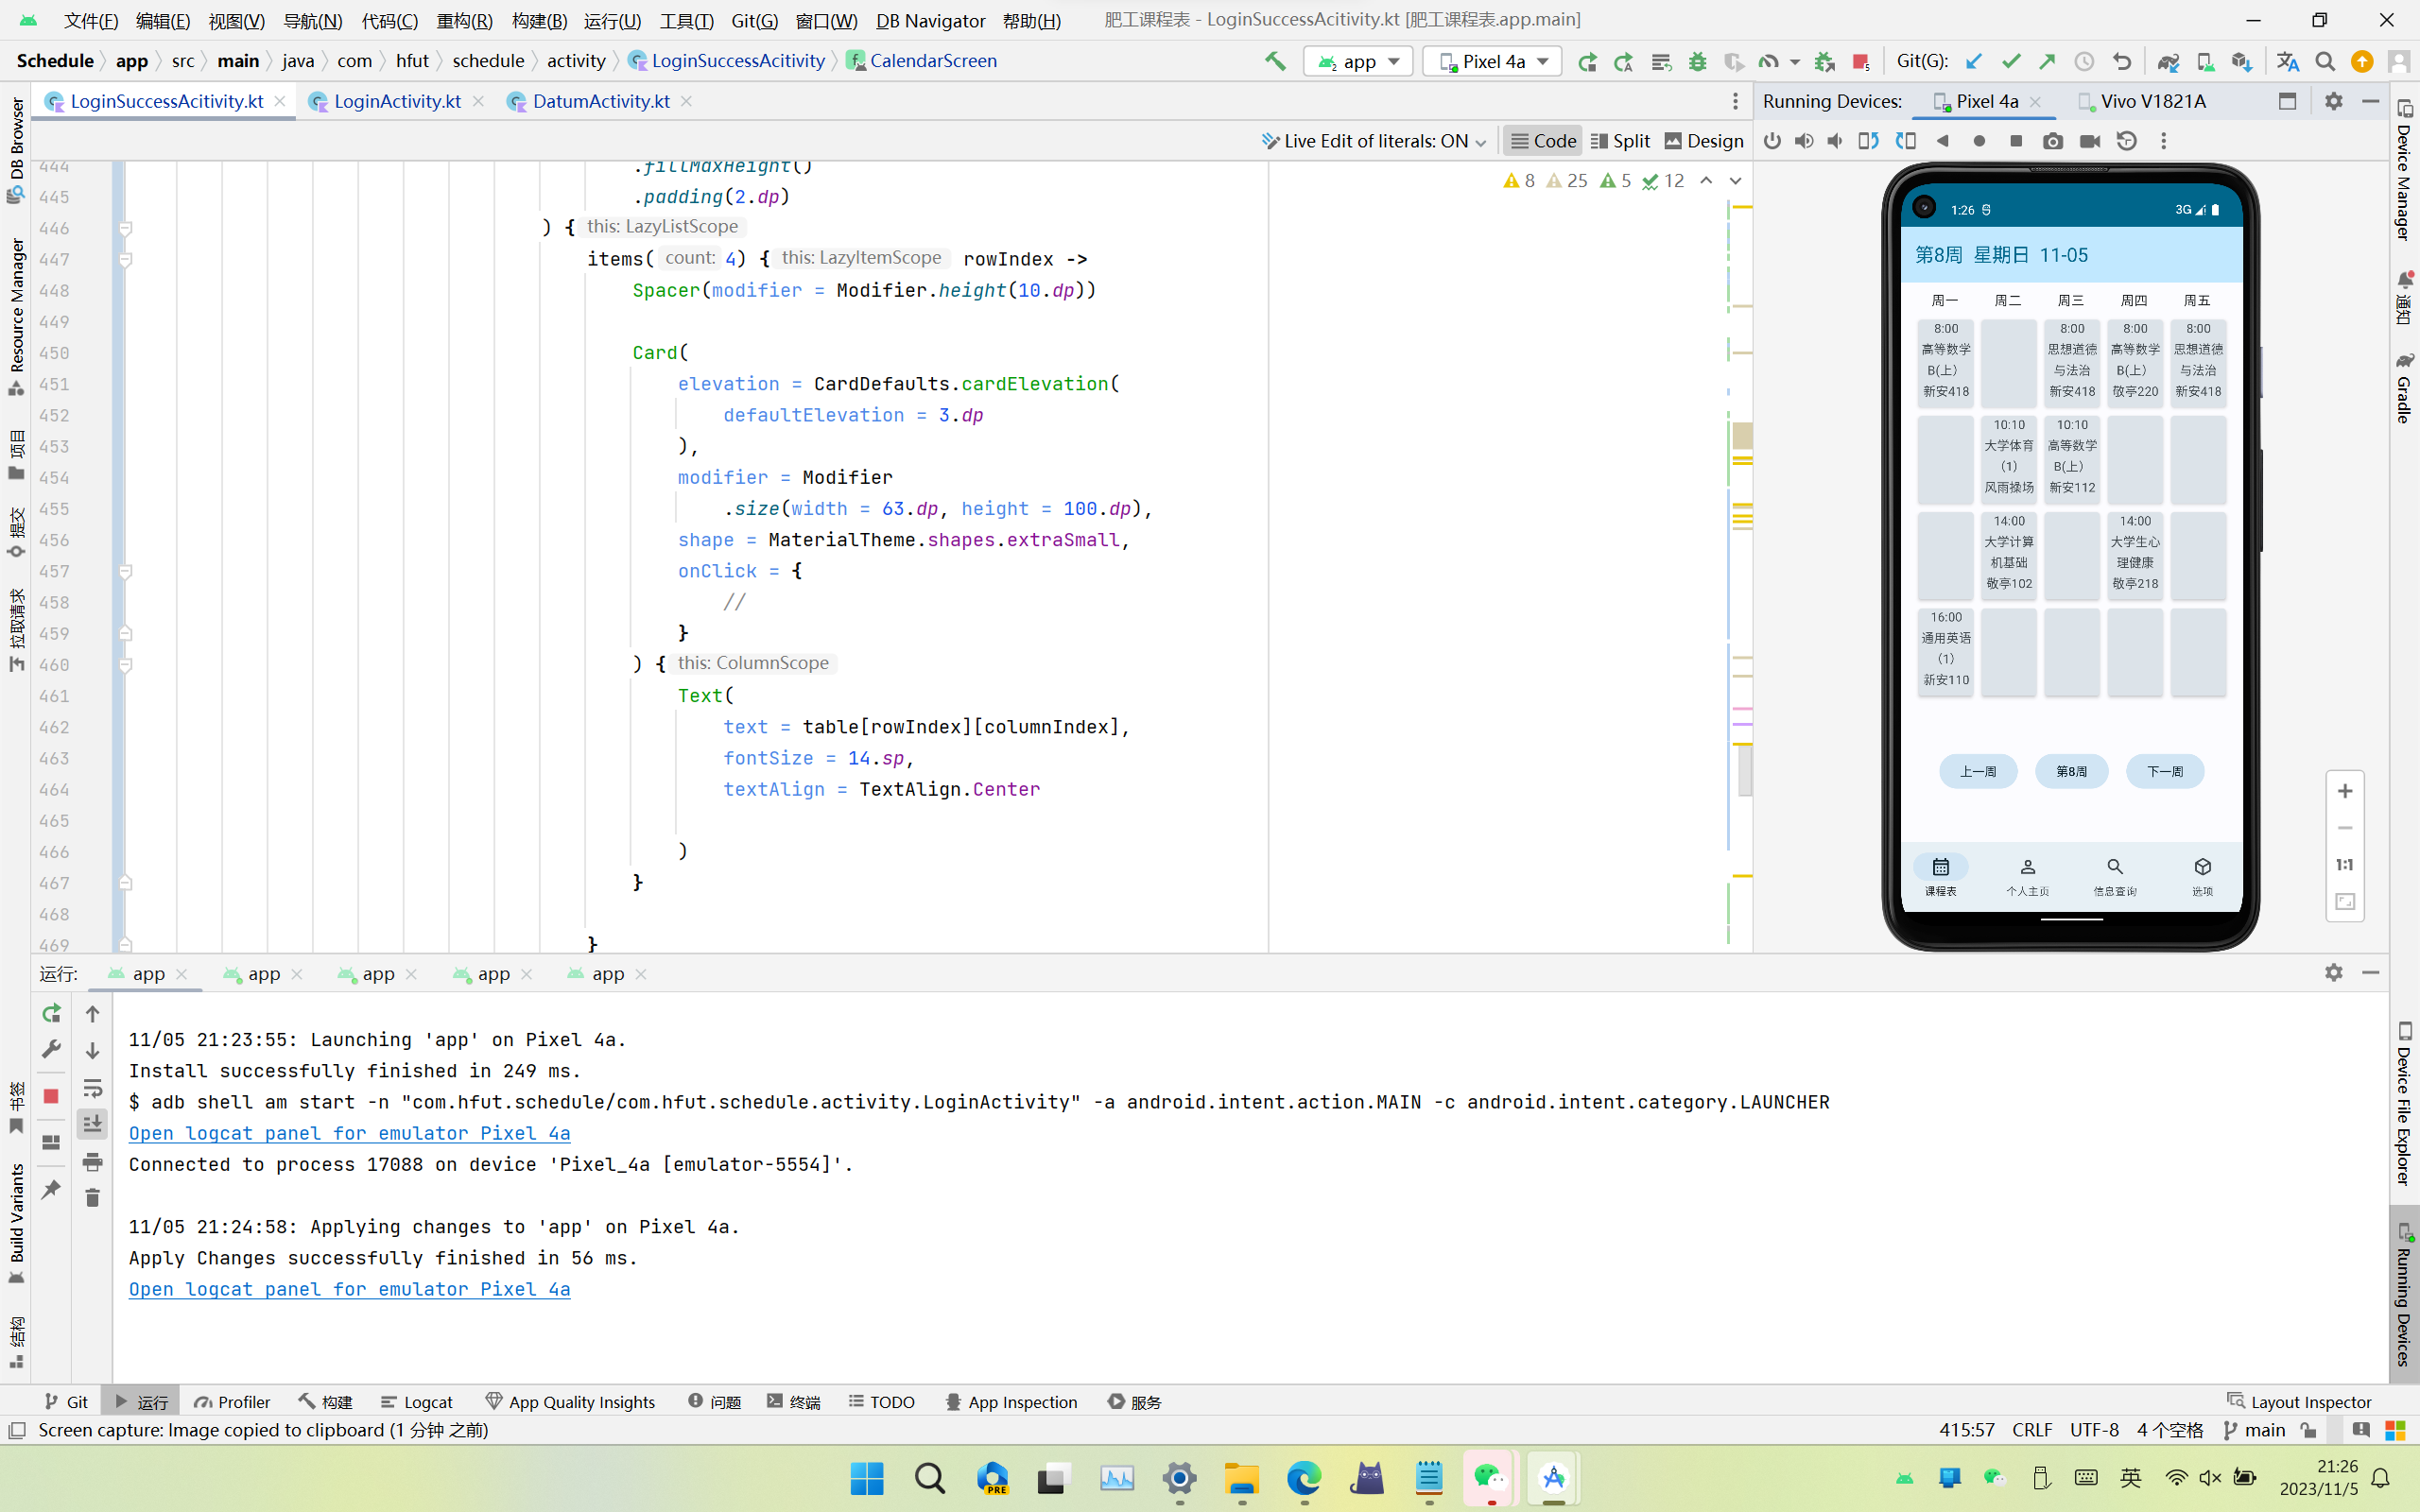 文件(F) 编辑(E) 视图(V) 导航(N) 代码(C) 重构(R) 构建(B) 运行(U) 工具(T) Git(G) 窗口(W) DB Navigator 帮助(H) 肥工课程表 - LoginSuccessAcitivity.kt [肥工课程表.app.main]
Schedule app src main java com hfut schedule activity LoginSuccessAcitivity CalendarScreen
app Pixel 4a Git(G):
LoginSuccessAcitivity.kt LoginActivity.kt DatumActivity.kt
Running Devices: Pixel 4a Vivo V1821A
Live Edit of literals: ON Code Split Design
8 25 5 12
444 .fillMaxHeight()
445 .padding(2.dp)
446 ) { this: LazyListScope
447 items( count: 4) { this: LazyItemScope rowIndex ->
448 Spacer(modifier = Modifier.height(10.dp))
449
450 Card(
451 elevation = CardDefaults.cardElevation(
452 defaultElevation = 3.dp
453 ),
454 modifier = Modifier
455 .size(width = 63.dp, height = 100.dp),
456 shape = MaterialTheme.shapes.extraSmall,
457 onClick = {
458 //
459 }
460 ) { this: ColumnScope
461 Text(
462 text = table[rowIndex][columnIndex],
463 fontSize = 14.sp,
464 textAlign = TextAlign.Center
465
466 )
467 }
468
469 }
1:26 3G
第8周 星期日 11-05
周一 周二 周三 周四 周五
8:00 8:00 8:00 8:00
高等数学 思想道德 高等数学 思想道德
B(上) 与法治 B(上) 与法治
新安418 新安418 敬亭220 新安418
10:10 10:10
大学体育 高等数学
(1) B(上)
风雨操场 新安112
14:00 14:00
大学计算 大学生心
机基础 理健康
敬亭102 敬亭218
16:00
通用英语
(1)
新安110
上一周 第8周 下一周
课程表 个人主页 信息查询 选项
1:1
DB Browser
Resource Manager
项目
提交
拉取请求
书签
Build Variants
结构
Device Manager
通知
Gradle
Device File Explorer
Running Devices
运行: app app app app app
11/05 21:23:55: Launching 'app' on Pixel 4a.
Install successfully finished in 249 ms.
$ adb shell am start -n "com.hfut.schedule/com.hfut.schedule.activity.LoginActivity" -a android.intent.action.MAIN -c android.intent.category.LAUNCHER
Open logcat panel for emulator Pixel 4a
Connected to process 17088 on device 'Pixel_4a [emulator-5554]'.
11/05 21:24:58: Applying changes to 'app' on Pixel 4a.
Apply Changes successfully finished in 56 ms.
Open logcat panel for emulator Pixel 4a
Git 运行 Profiler 构建 Logcat App Quality Insights 问题 终端 TODO App Inspection 服务 Layout Inspector
Screen capture: Image copied to clipboard (1 分钟 之前) 415:57 CRLF UTF-8 4 个空格 main
PRE
英
21:26
2023/11/5